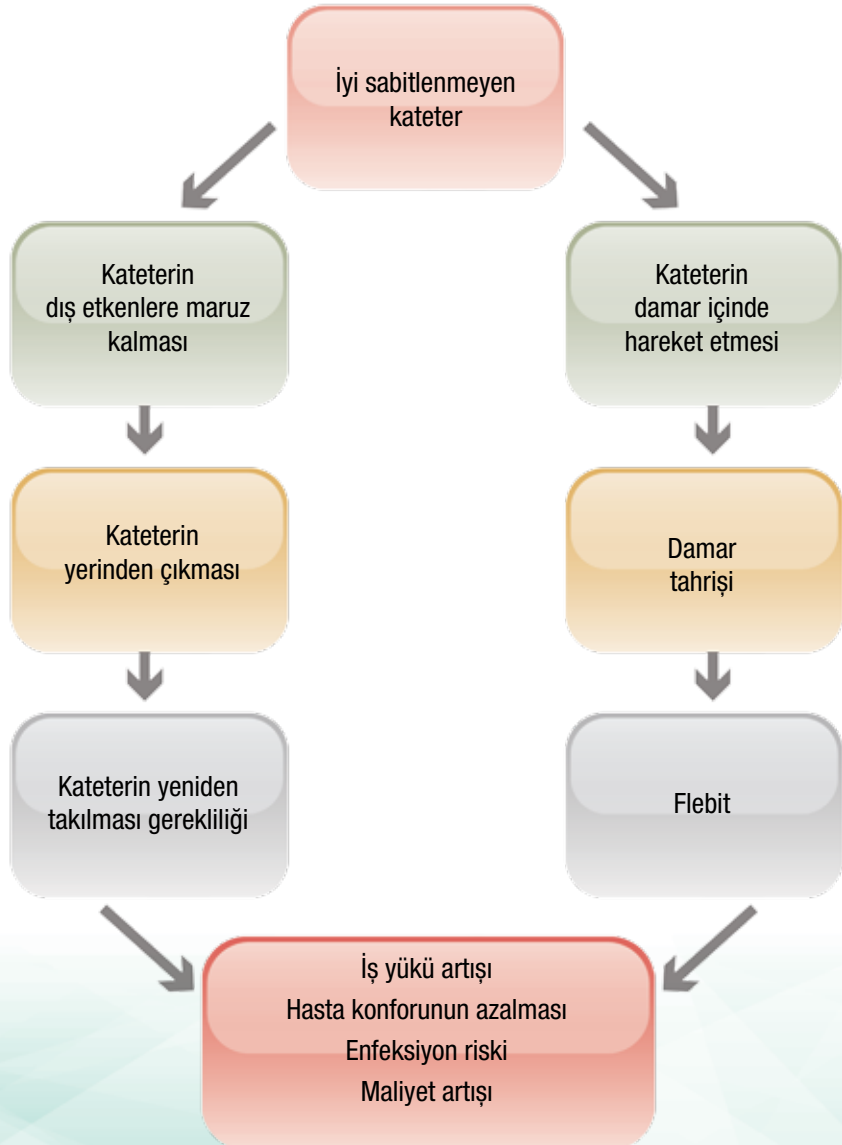 İyi sabitlenmeyen
kateter
Kateterin
dış etkenlere maruz
kalması
Kateterin
damar içinde
hareket etmesi
Kateterin
yerinden çıkması
Damar
tahrişi
Kateterin yeniden
takılması gerekliliği
Flebit
İş yükü artışı
Hasta konforunun azalması
Enfeksiyon riski
Maliyet artışı